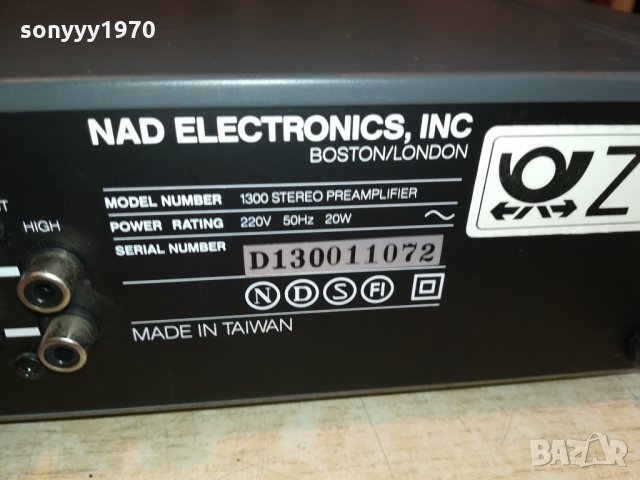 sonyyy1970
NAD ELECTRONICS, INC
BOSTON/LONDON
MODEL NUMBER 1300 STEREO PREAMPLIFIER
POWER RATING 220V 50Hz 20W ~
SERIAL NUMBER D130011072
N D S FI
MADE IN TAIWAN
HIGH
Z
BAZAR